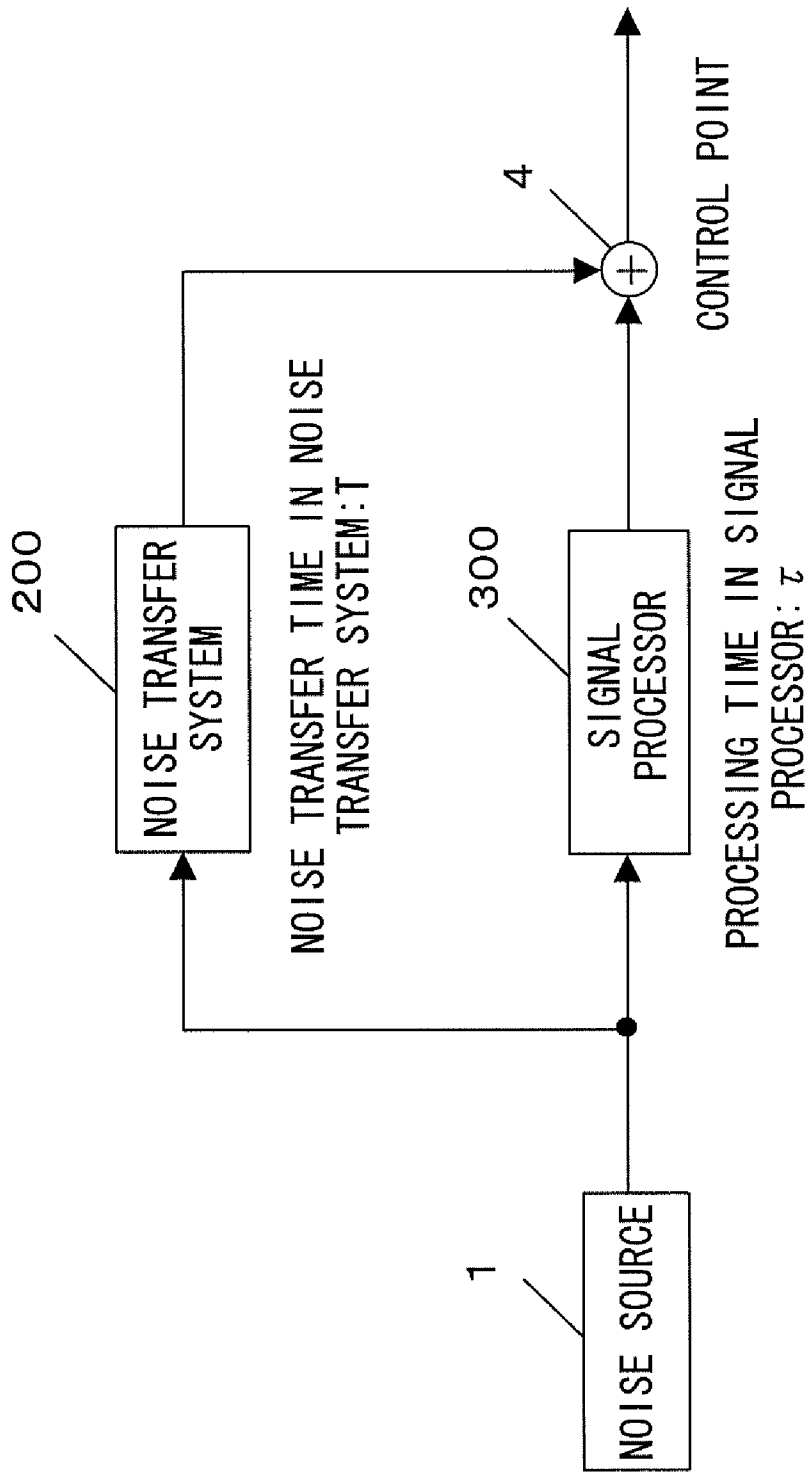 200
NOISE TRANSFER
SYSTEM
NOISE TRANSFER TIME IN NOISE
TRANSFER SYSTEM:T
1
NOISE SOURCE
300
SIGNAL
PROCESSOR
PROCESSING TIME IN SIGNAL
PROCESSOR: τ
4
+
CONTROL POINT